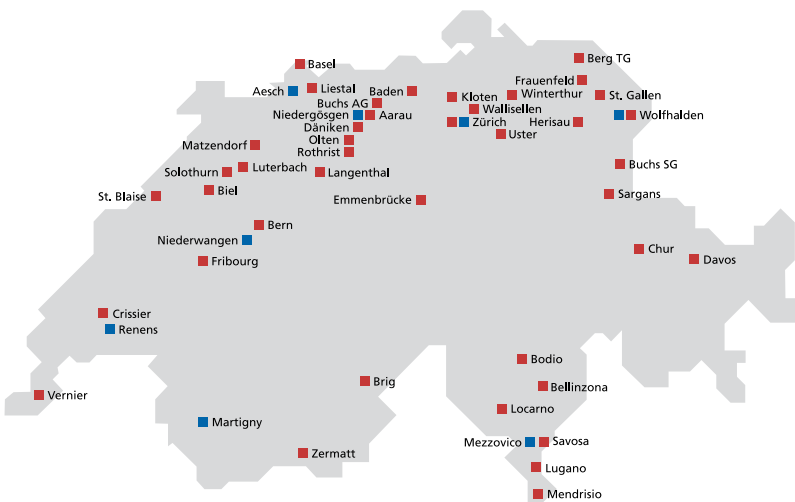 Basel
Berg TG
Frauenfeld
Aesch
Liestal
Baden
Kloten
Winterthur
St. Gallen
Buchs AG
Wallisellen
Niedergösgen
Aarau
Zürich
Herisau
Wolfhalden
Däniken
Uster
Olten
Matzendorf
Rothrist
Luterbach
Solothurn
Langenthal
Buchs SG
Biel
St. Blaise
Emmenbrücke
Sargans
Bern
Niederwangen
Chur
Fribourg
Davos
Crissier
Renens
Bodio
Brig
Bellinzona
Vernier
Locarno
Martigny
Mezzovico
Savosa
Zermatt
Lugano
Mendrisio